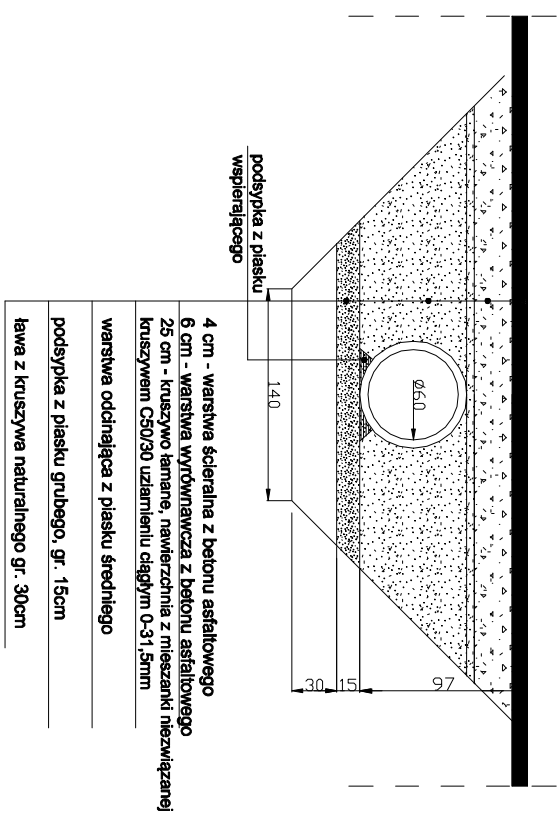 Ø60
97
15
30
140
podsypka z piasku
wspierającego
4 cm - warstwa ścieralna z betonu asfaltowego
6 cm - warstwa wyrównawcza z betonu asfaltowego
25 cm - kruszywo łamane, nawierzchnia z mieszanki niezwiązanej
kruszywem C50/30 uziarnieniu ciągłym 0-31,5mm
warstwa odcinająca z piasku średniego
podsypka z piasku grubego, gr. 15cm
ława z kruszywa naturalnego gr. 30cm